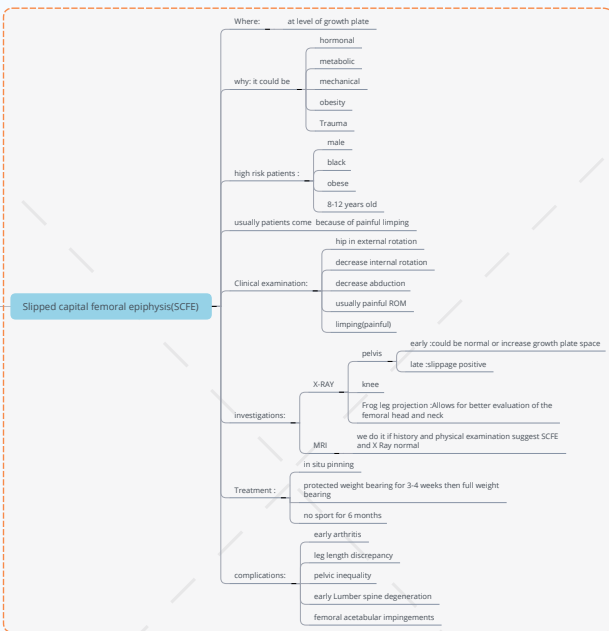 Where:
at level of growth plate
why: it could be
hormonal
metabolic
mechanical
obesity
Trauma
high risk patients :
male
black
obese
8-12 years old
usually patients come because of painful limping
Slipped capital femoral epiphysis(SCFE)
Clinical examination:
hip in external rotation
decrease internal rotation
decrease abduction
usually painful ROM
limping(painful)
investigations:
X-RAY
pelvis
early :could be normal or increase growth plate space
late :slippage positive
knee
Frog leg projection :Allows for better evaluation of the
femoral head and neck
MRI
we do it if history and physical examination suggest SCFE
and X Ray normal
Treatment :
in situ pinning
protected weight bearing for 3-4 weeks then full weight
bearing
no sport for 6 months
complications:
early arthritis
leg length discrepancy
pelvic inequality
early Lumber spine degeneration
femoral acetabular impingements